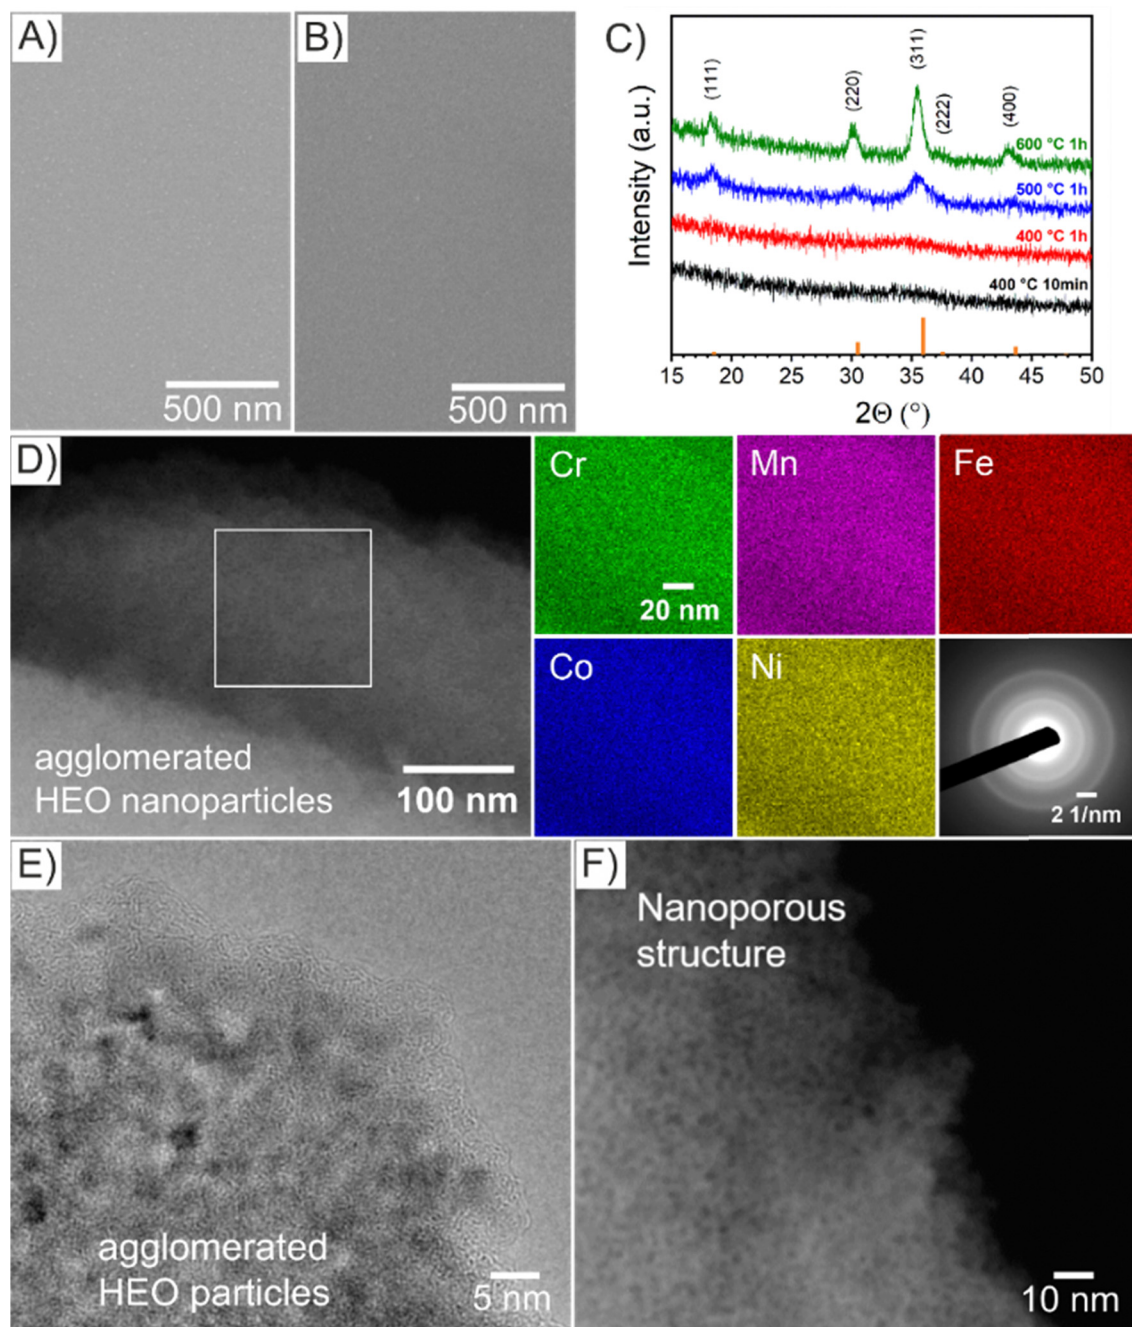 A)
500 nm
B)
500 nm
C)
Intensity (a.u.)
(111)
(220)
(311)
(222)
(400)
600 °C 1h
500 °C 1h
400 °C 1h
400 °C 10min
15 20 25 30 35 40 45 50
2Θ (°)
D)
agglomerated
HEO nanoparticles
100 nm
Cr
20 nm
Mn
Fe
Co
Ni
2 1/nm
E)
agglomerated
HEO particles
5 nm
F)
Nanoporous
structure
10 nm